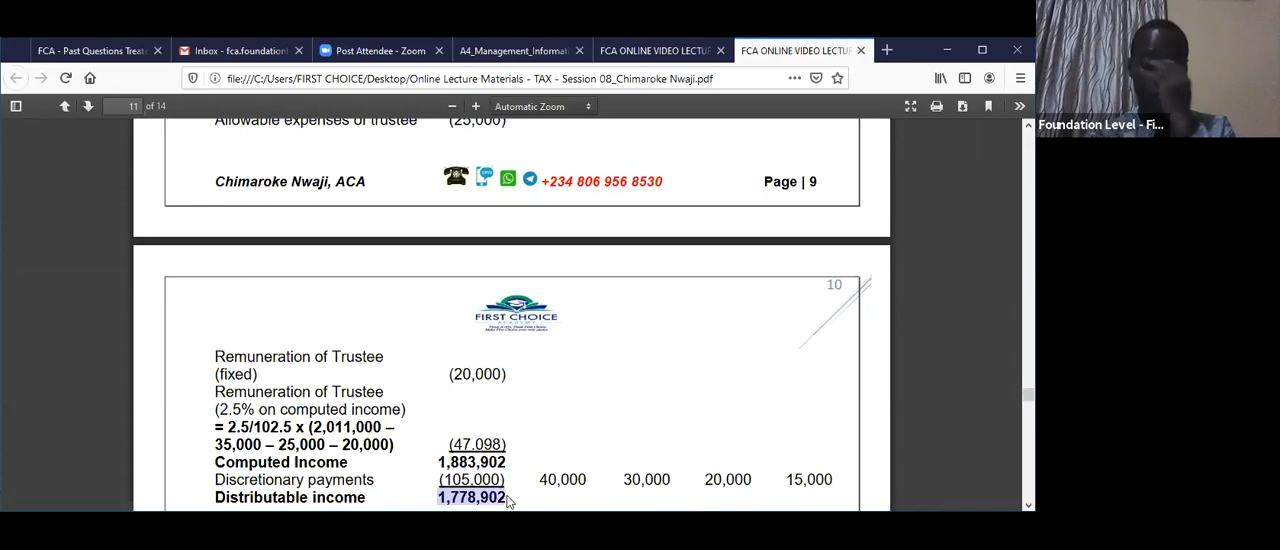 FCA - Past Questions Treate
Inbox - fca.foundation
Post Attendee - Zoom
A4_Management_Informati
FCA ONLINE VIDEO LECTUR
FCA ONLINE VIDEO LECTUR
file:///C:/Users/FIRST CHOICE/Desktop/Online Lecture Materials - TAX - Session 08_Chimaroke Nwaji.pdf
11 of 14
Automatic Zoom
Foundation Level - Fi...
Allowable expenses of trustee (25,000)
Chimaroke Nwaji, ACA +234 806 956 8530 Page | 9
10
FIRST CHOICE
Remuneration of Trustee
(fixed) (20,000)
Remuneration of Trustee
(2.5% on computed income)
= 2.5/102.5 x (2,011,000 –
35,000 – 25,000 – 20,000) (47.098)
Computed Income 1,883,902
Discretionary payments (105,000) 40,000 30,000 20,000 15,000
Distributable income 1,778,902